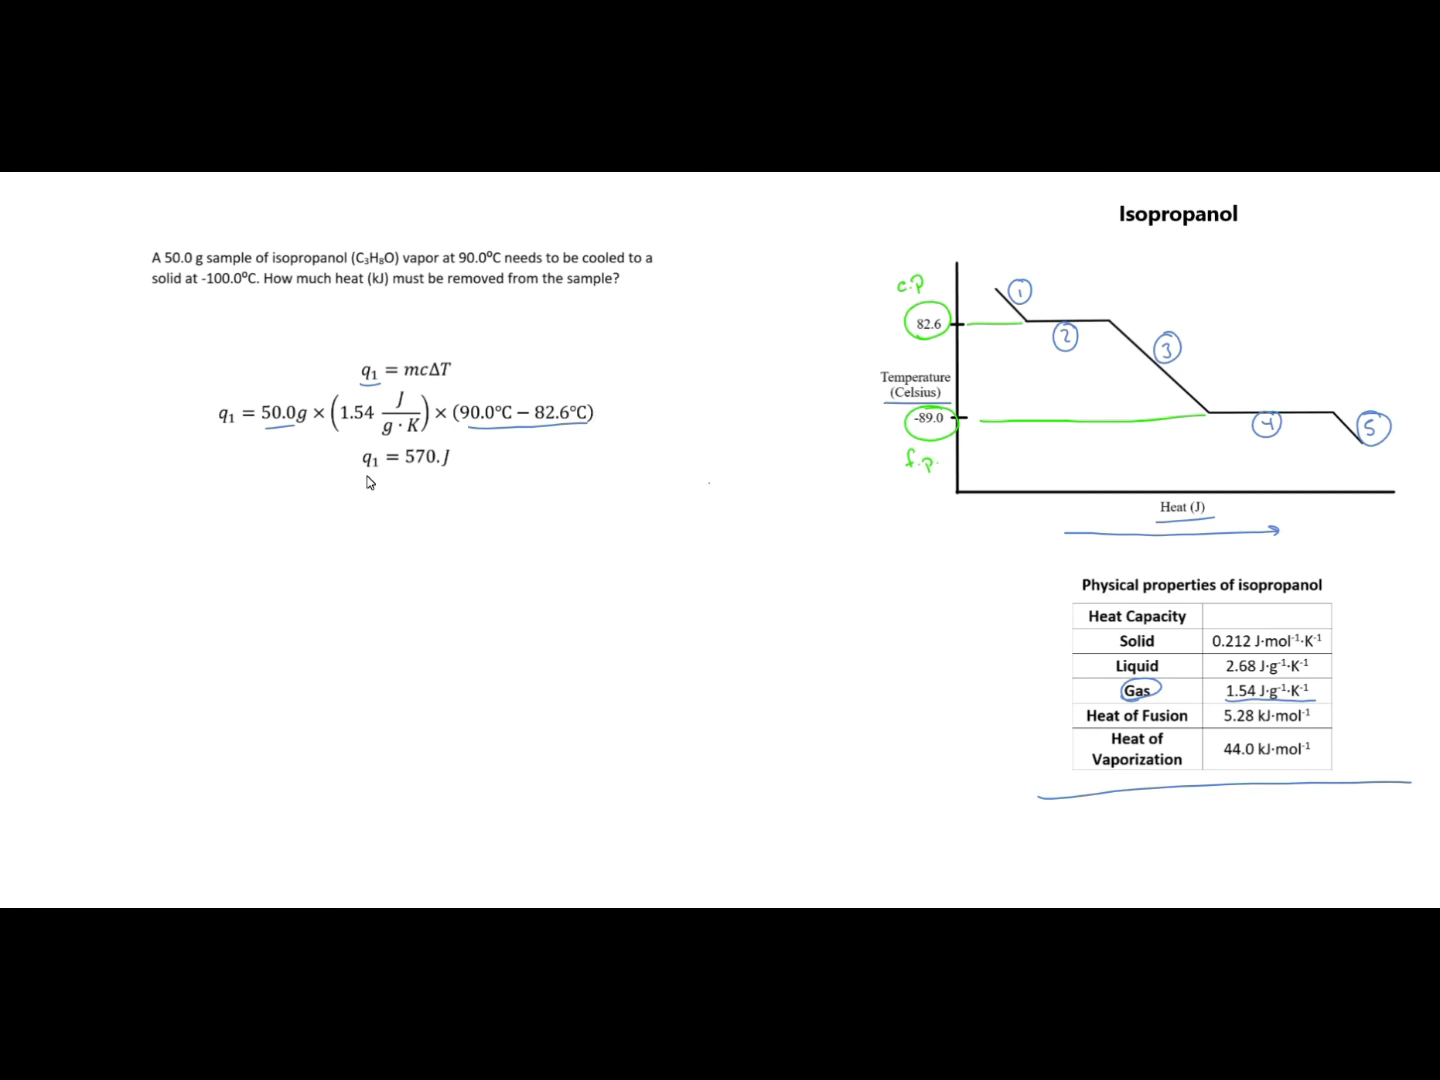 Isopropanol
A 50.0 g sample of isopropanol (C₃H₈O) vapor at 90.0⁰C needs to be cooled to a
solid at -100.0⁰C. How much heat (kJ) must be removed from the sample?
q₁ = mcΔT
q₁ = 50.0g × (1.54 J/(g · K)) × (90.0°C − 82.6°C)
q₁ = 570. J
c.p
82.6
Temperature
(Celsius)
-89.0
f.p.
1
2
3
4
5
Heat (J)
Physical properties of isopropanol
Heat Capacity
Solid 0.212 J·mol⁻¹·K⁻¹
Liquid 2.68 J·g⁻¹·K⁻¹
Gas 1.54 J·g⁻¹·K⁻¹
Heat of Fusion 5.28 kJ·mol⁻¹
Heat of
Vaporization 44.0 kJ·mol⁻¹